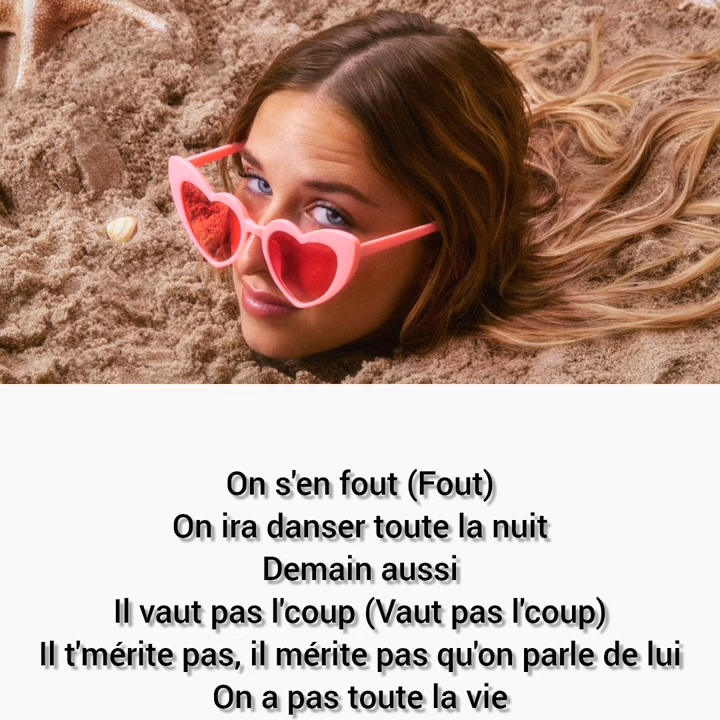 On s'en fout (Fout)
On ira danser toute la nuit
Demain aussi
Il vaut pas l'coup (Vaut pas l'coup)
Il t'mérite pas, il mérite pas qu'on parle de lui
On a pas toute la vie